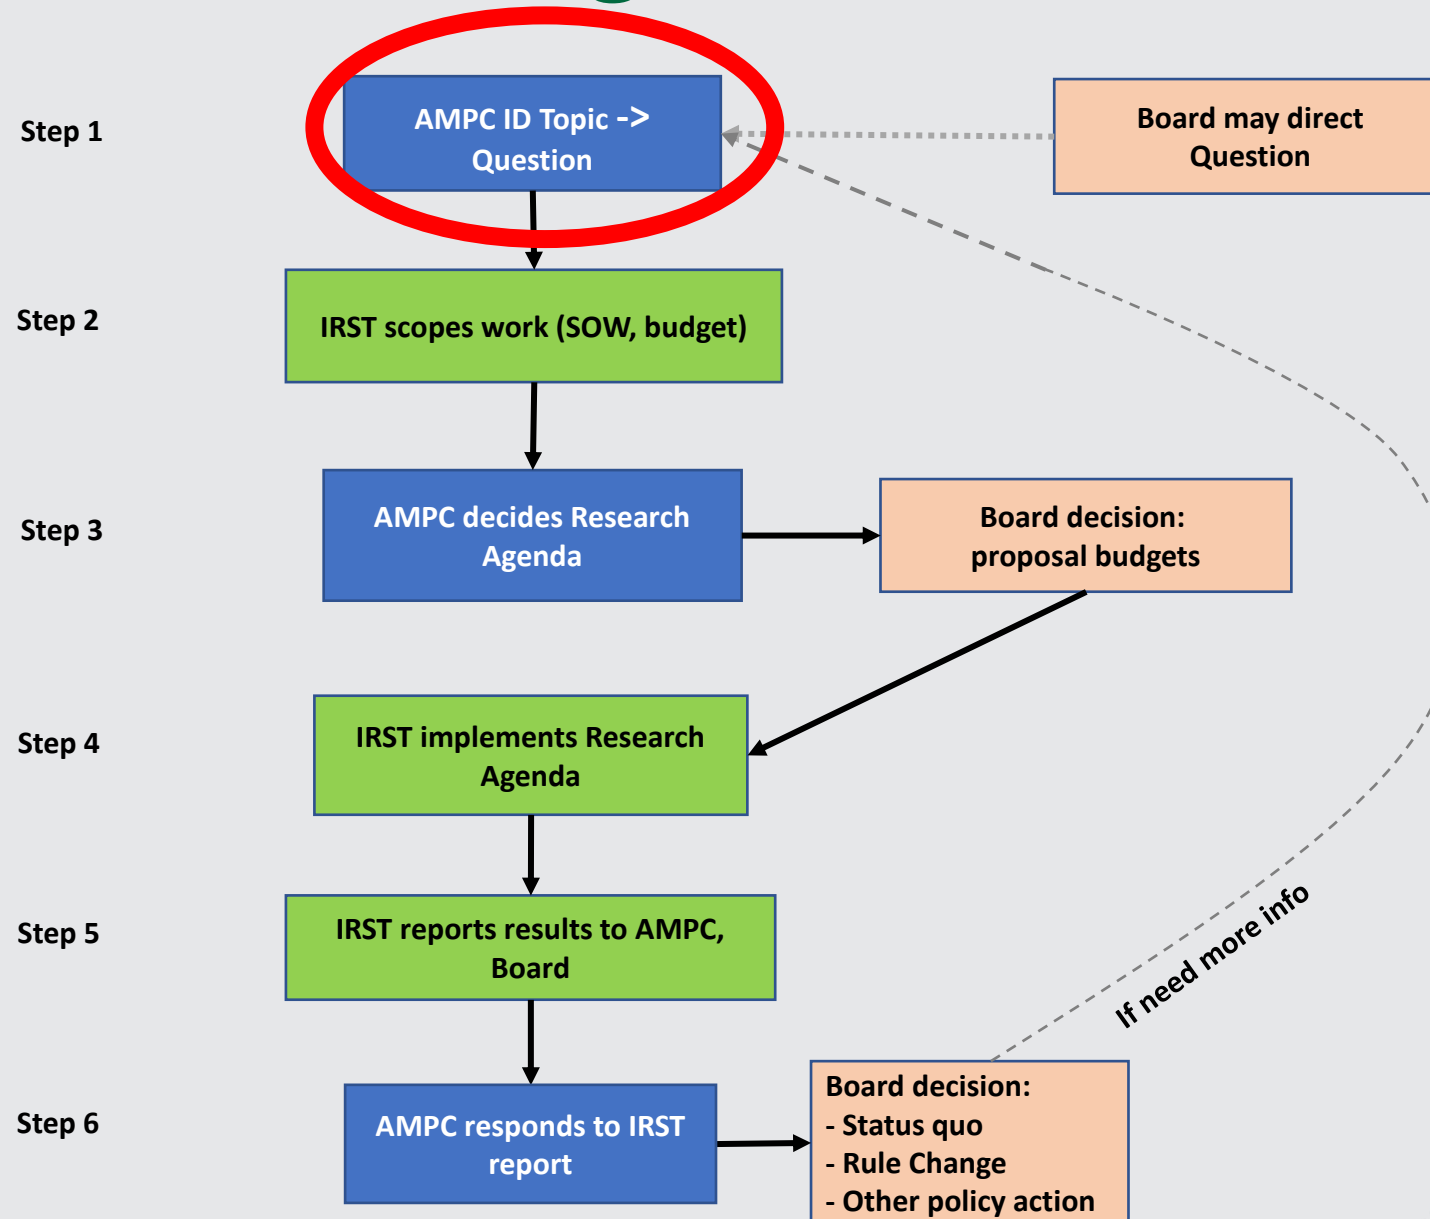 Step 1
AMPC ID Topic ->
Question
Board may direct
Question
Step 2
IRST scopes work (SOW, budget)
Step 3
AMPC decides Research
Agenda
Board decision:
proposal budgets
Step 4
IRST implements Research
Agenda
Step 5
IRST reports results to AMPC,
Board
If need more info
Step 6
AMPC responds to IRST
report
Board decision:
- Status quo
- Rule Change
- Other policy action